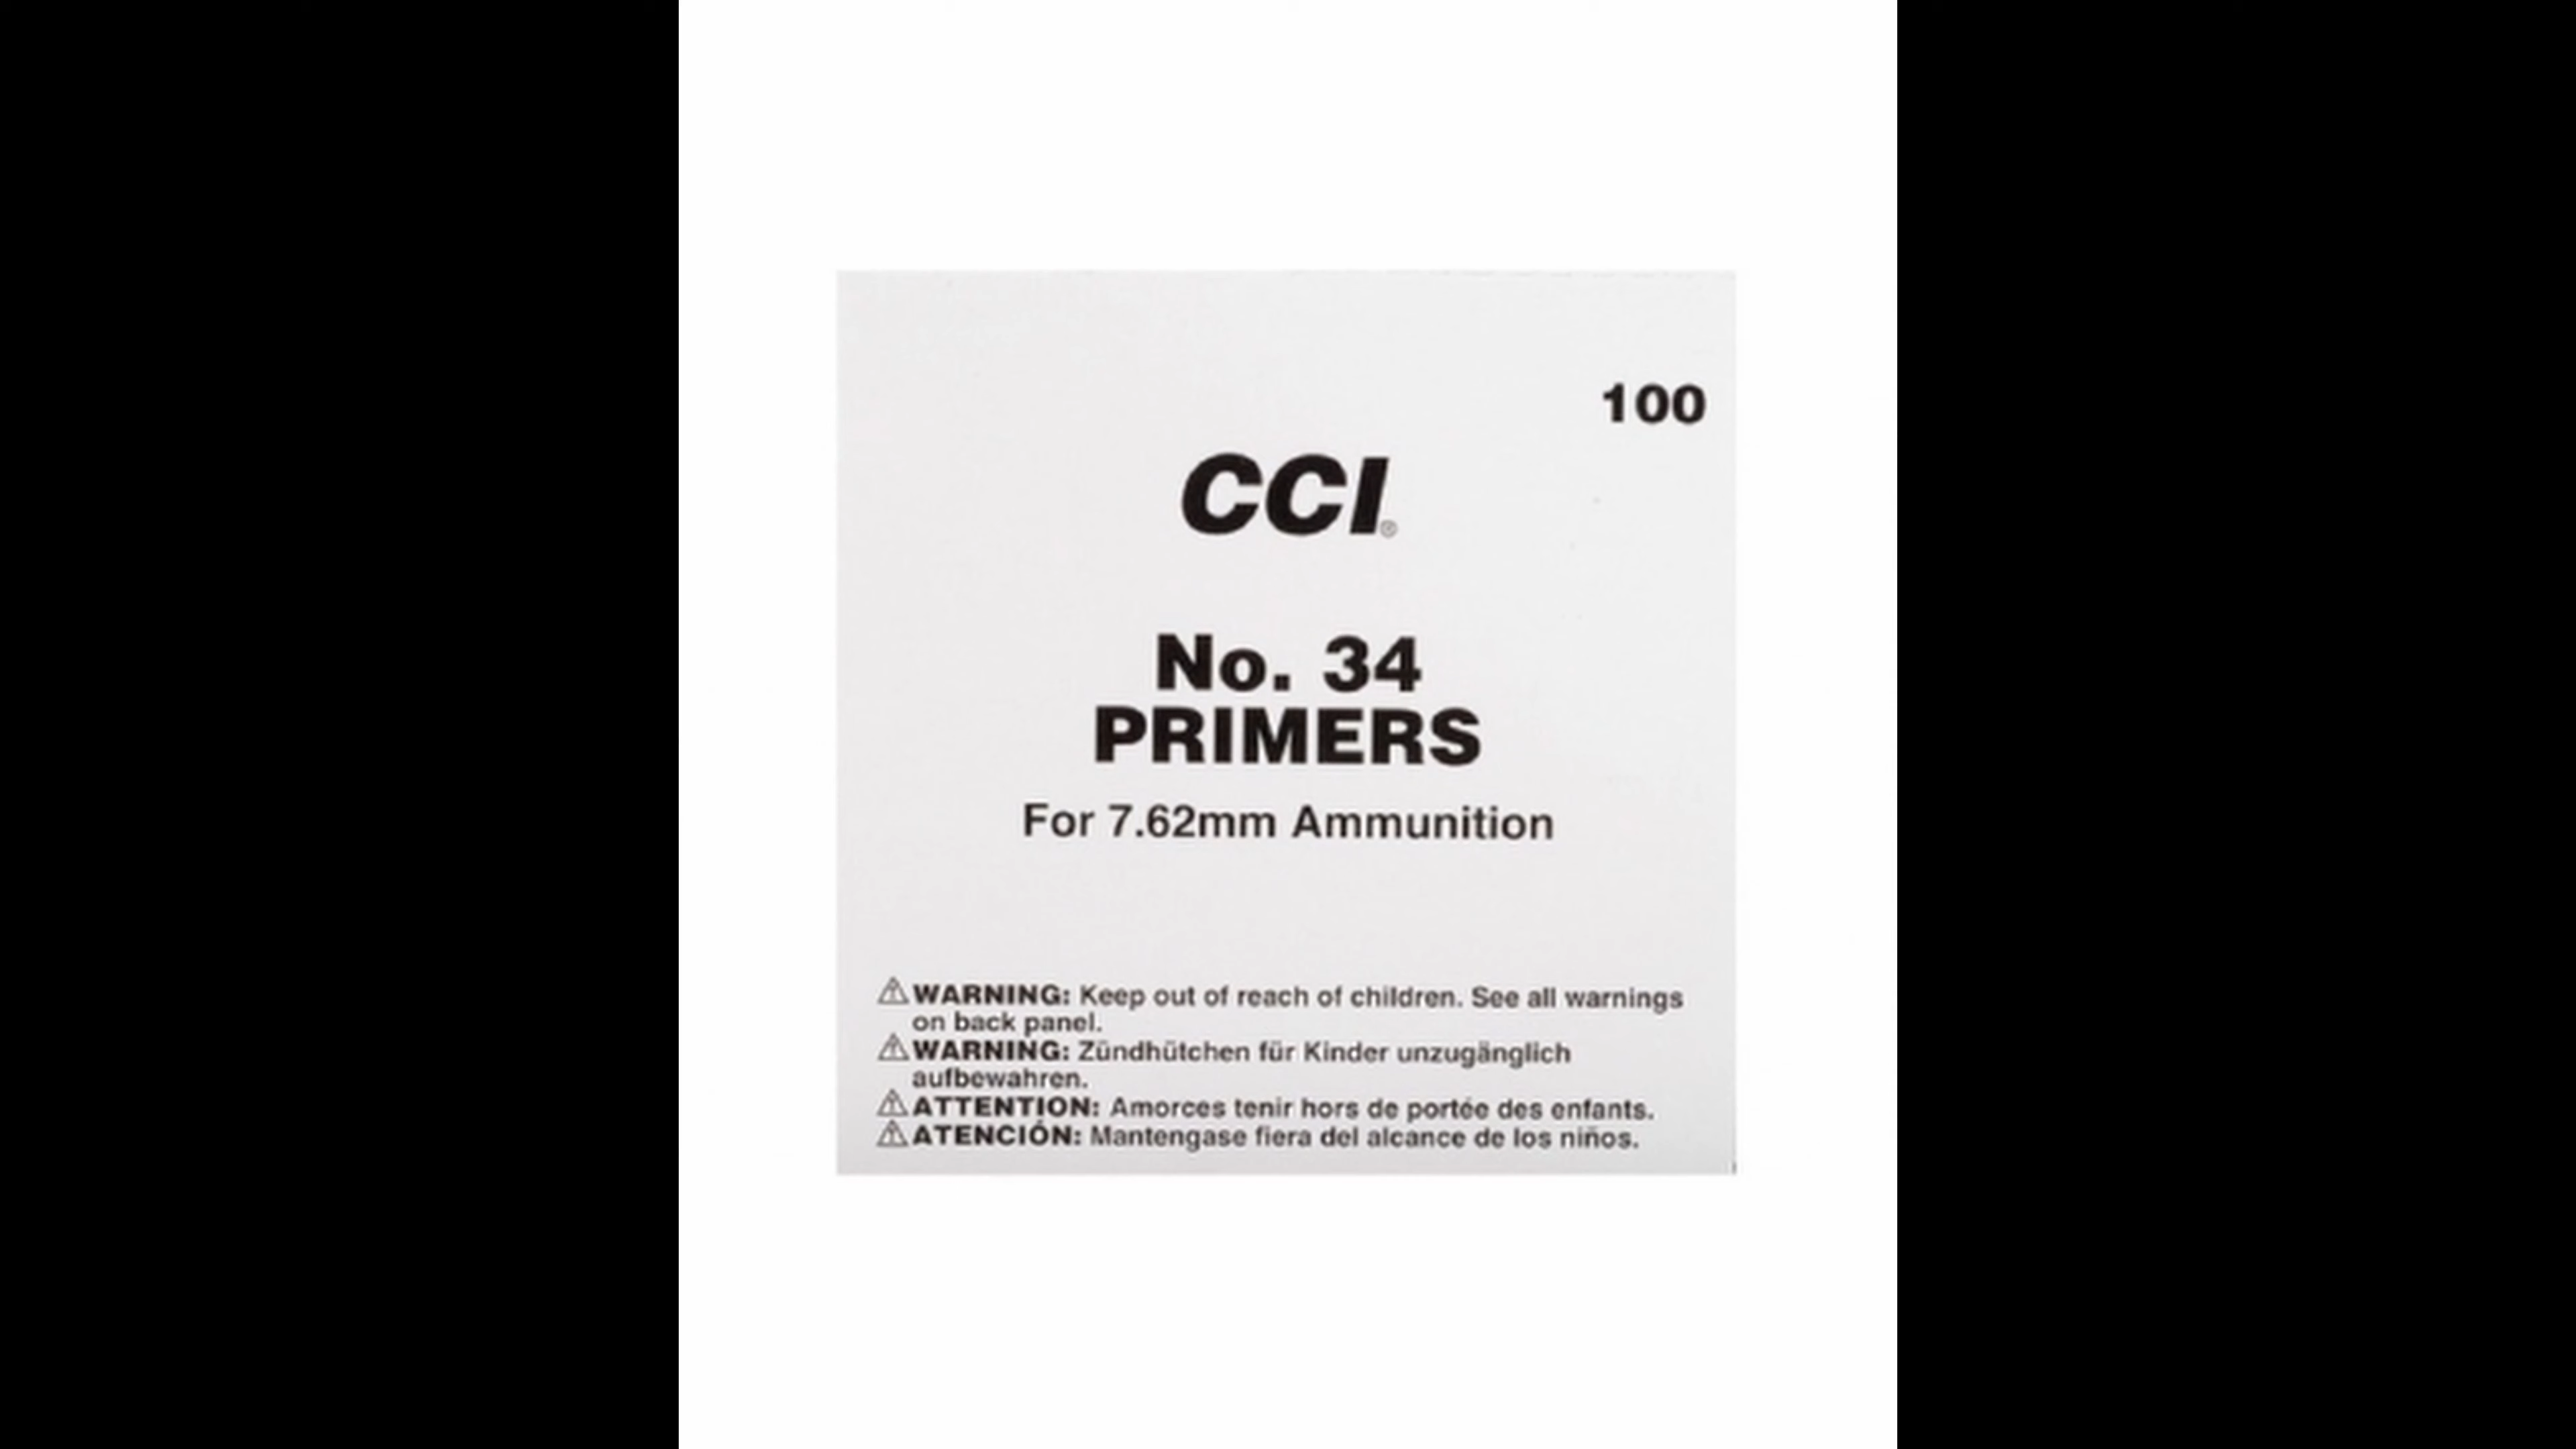 100
CCI®
No. 34
PRIMERS
For 7.62mm Ammunition
⚠WARNING: Keep out of reach of children. See all warnings
on back panel.
⚠WARNING: Zündhütchen für Kinder unzugänglich
aufbewahren.
⚠ATTENTION: Amorces tenir hors de portée des enfants.
⚠ATENCIÓN: Mantengase fiera del alcance de los niños.